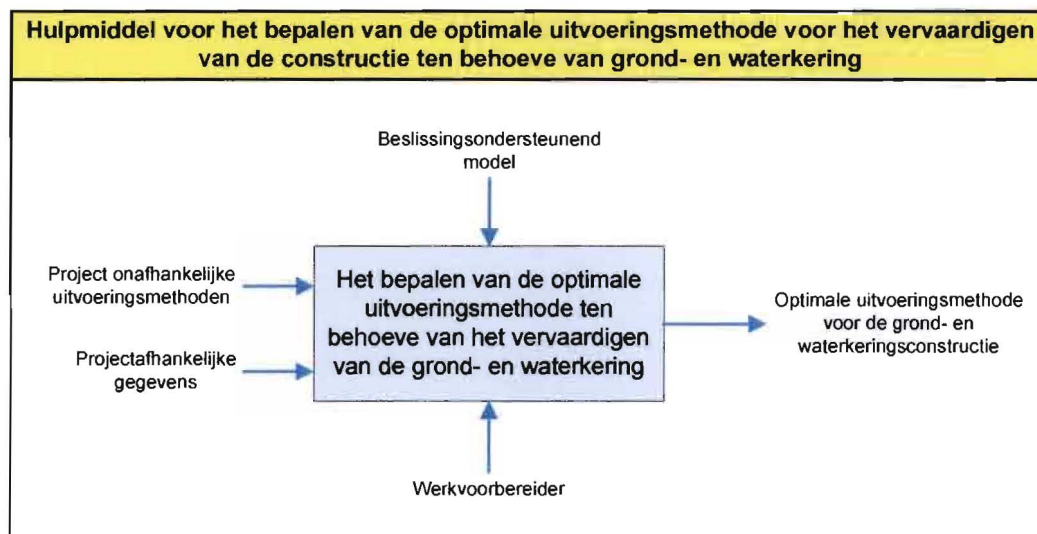 Hulpmiddel voor het bepalen van de optimale uitvoeringsmethode voor het vervaardigen
van de constructie ten behoeve van grond- en waterkering
Beslissingsondersteunend
model
Project onafhankelijke
uitvoeringsmethoden
Projectafhankelijke
gegevens
Het bepalen van de optimale
uitvoeringsmethode ten
behoeve van het vervaardigen
van de grond- en waterkering
Optimale uitvoeringsmethode
voor de grond- en
waterkeringsconstructie
Werkvoorbereider